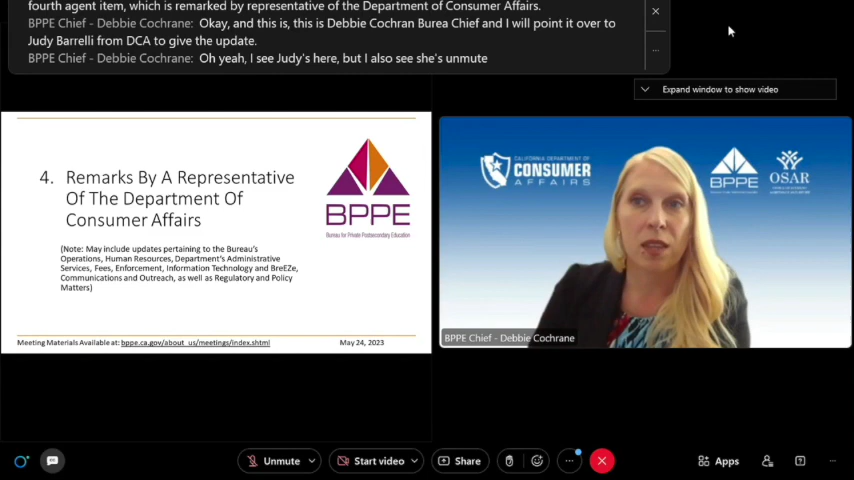 fourth agent item, which is remarked by representative of the Department of Consumer Affairs.
BPPE Chief - Debbie Cochrane: Okay, and this is, this is Debbie Cochran Burea Chief and I will point it over to
Judy Barrelli from DCA to give the update.
BPPE Chief - Debbie Cochrane: Oh yeah, I see Judy's here, but I also see she's unmute
Expand window to show video
4. Remarks By A Representative
Of The Department Of
Consumer Affairs
(Note: May include updates pertaining to the Bureau's
Operations, Human Resources, Department's Administrative
Services, Fees, Enforcement, Information Technology and BreEZe,
Communications and Outreach, as well as Regulatory and Policy
Matters)
BPPE
Bureau for Private Postsecondary Education
Meeting Materials Available at: bppe.ca.gov/about_us/meetings/index.shtml
May 24, 2023
CALIFORNIA DEPARTMENT OF
CONSUMER
AFFAIRS
BPPE
OSAR
BPPE Chief - Debbie Cochrane
Unmute
Start video
Share
Apps